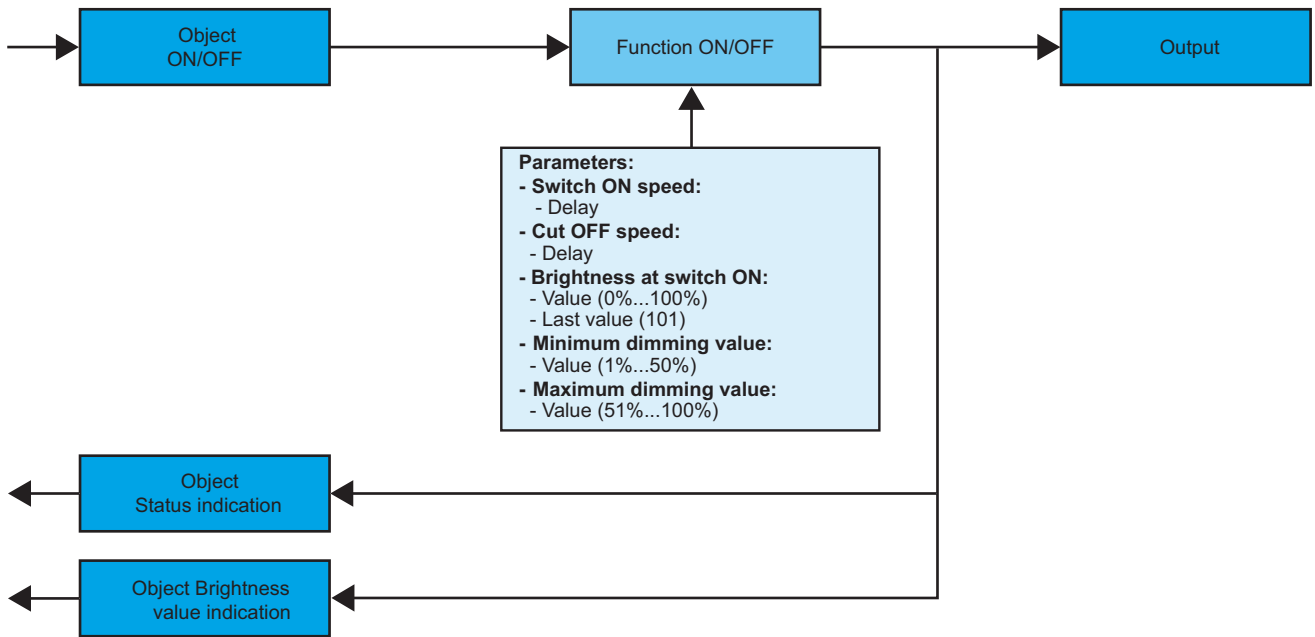 Object
ON/OFF
Function ON/OFF
Output
Parameters:
- Switch ON speed:
- Delay
- Cut OFF speed:
- Delay
- Brightness at switch ON:
- Value (0%...100%)
- Last value (101)
- Minimum dimming value:
- Value (1%...50%)
- Maximum dimming value:
- Value (51%...100%)
Object
Status indication
Object Brightness
value indication